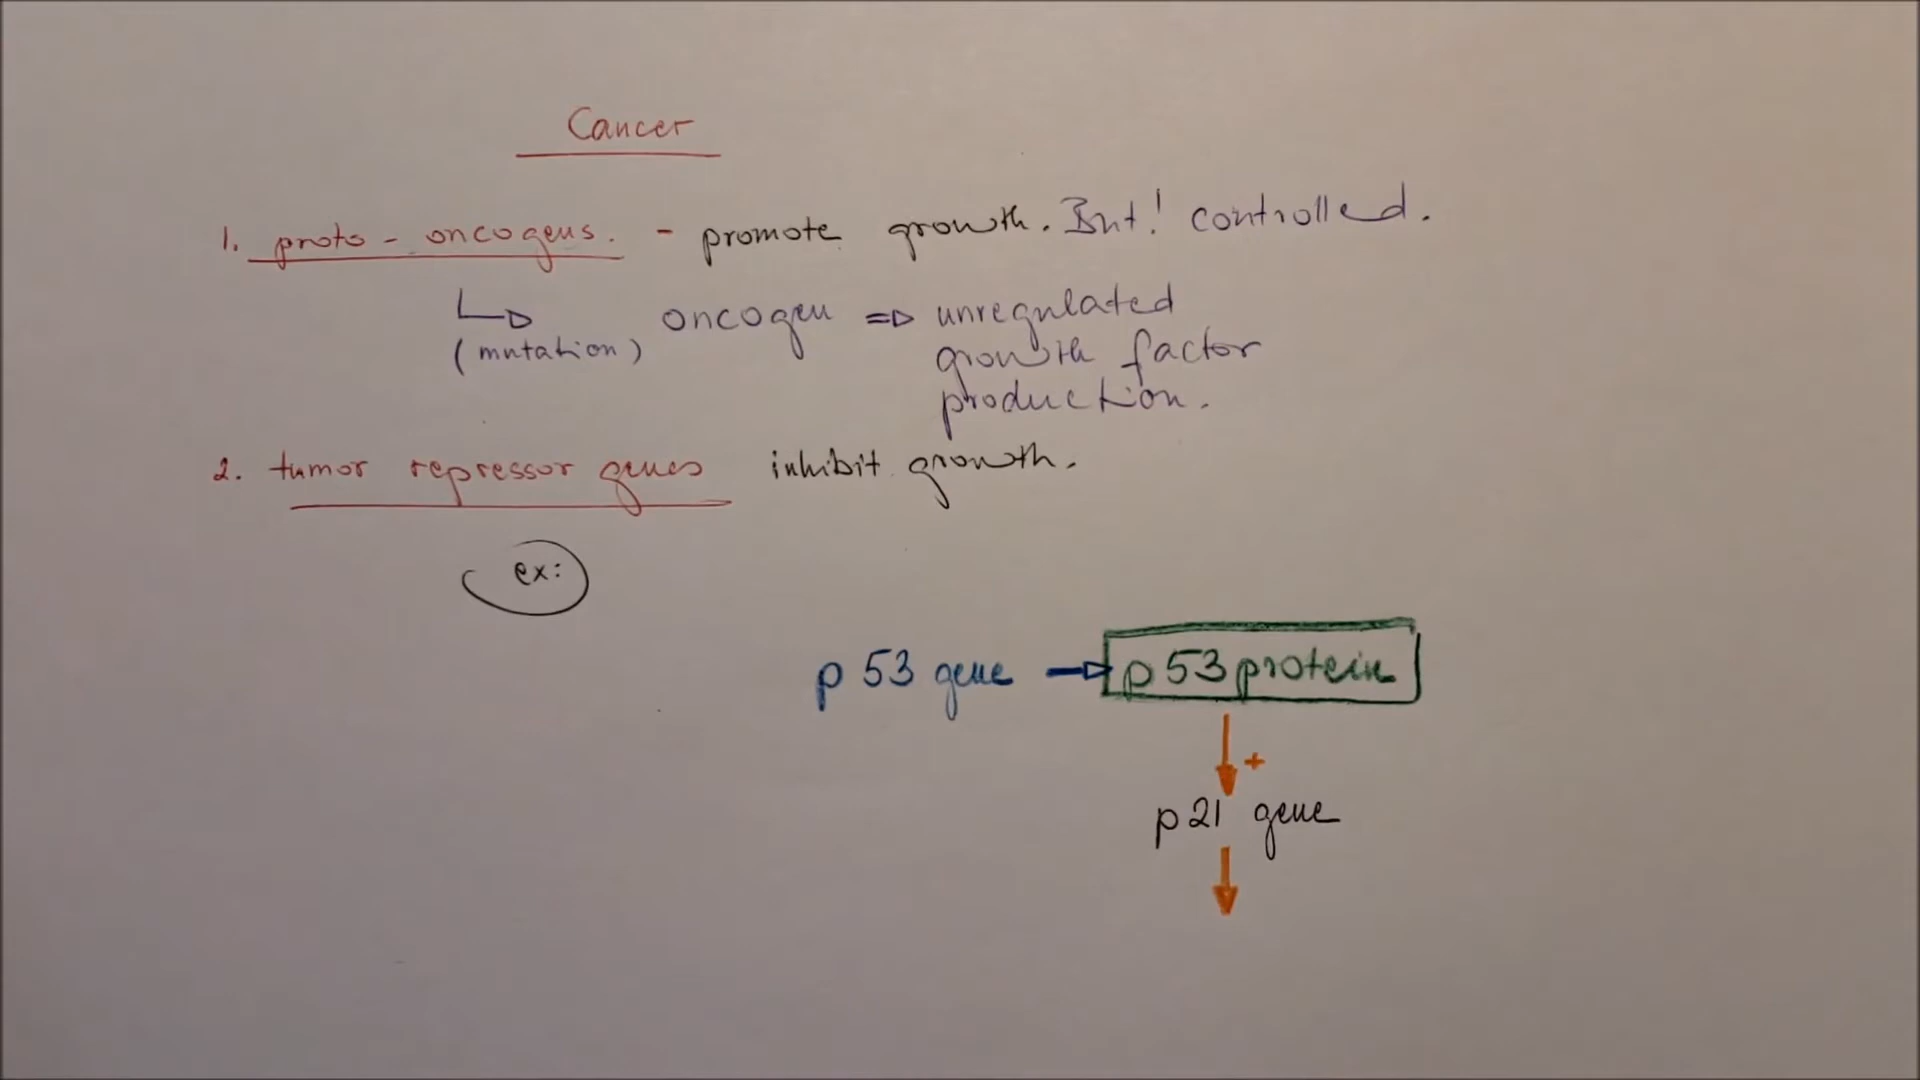 Cancer
1. proto - oncogens. - promote growth. But! controlled.
(mutation) oncogen => unregulated
growth factor
production.
2. tumor repressor genes inhibit growth.
ex:
p 53 gene → p 53 protein
+
p21 gene